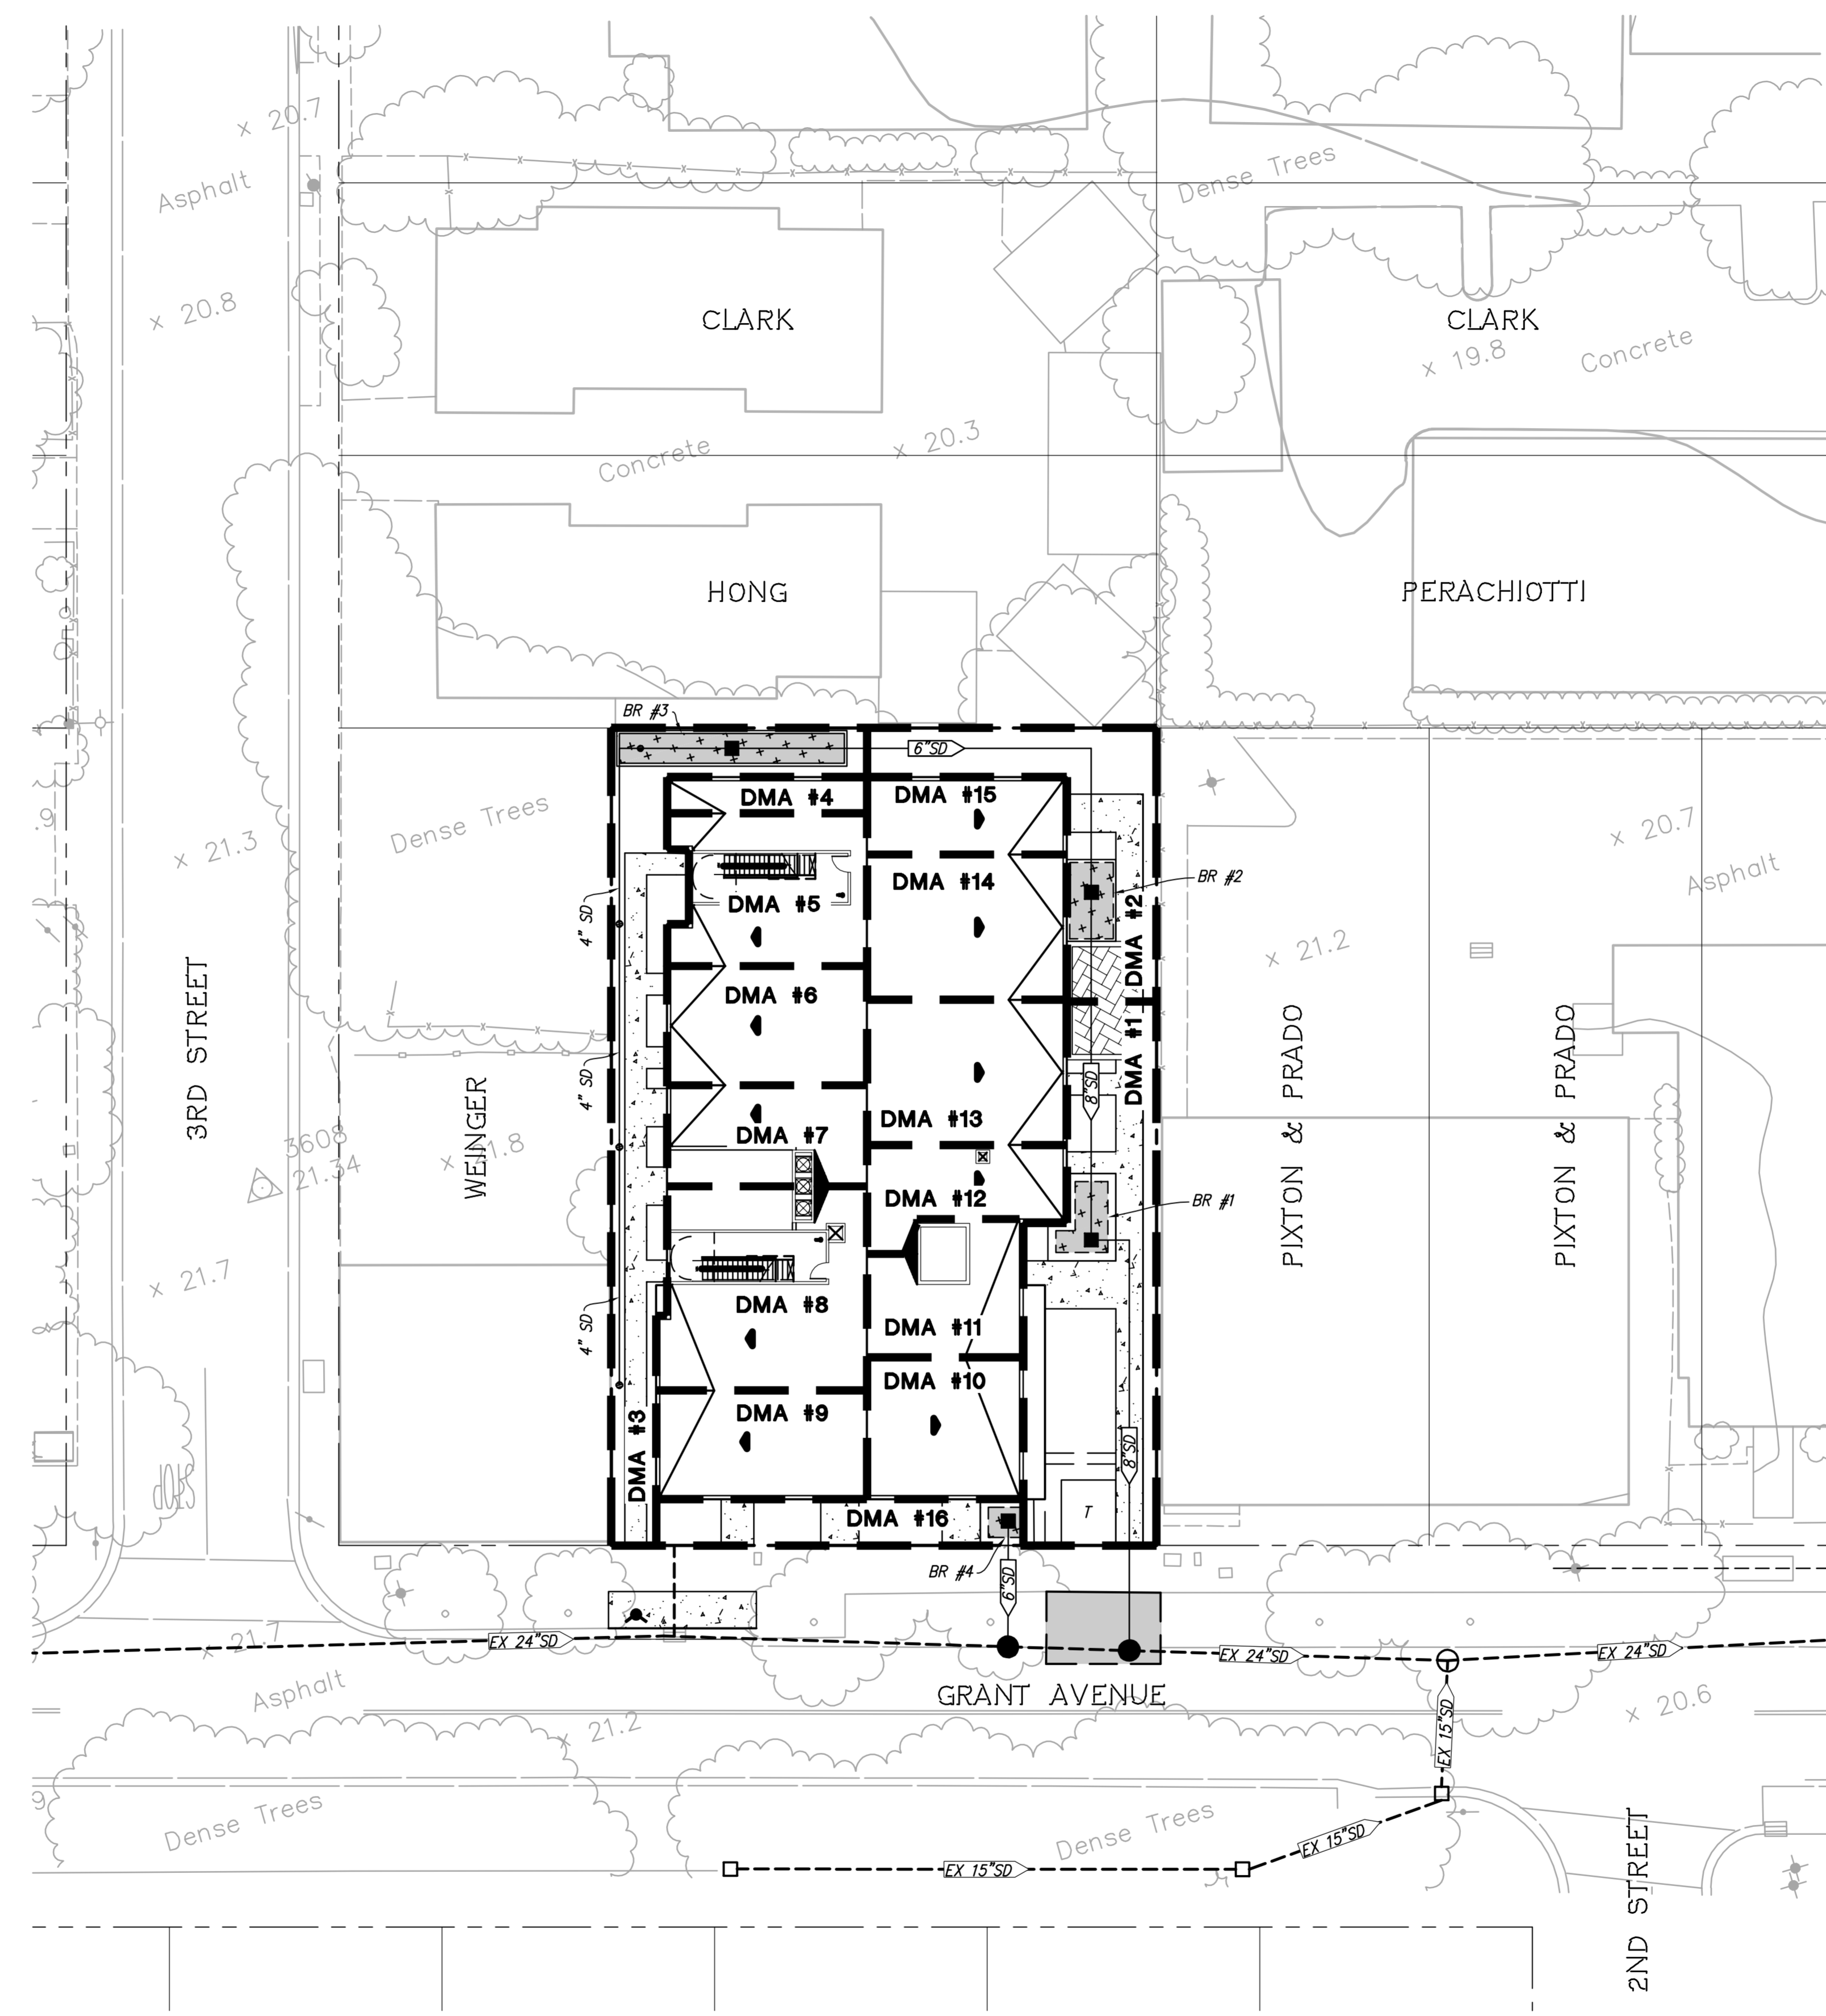 x 20.7
Dense Trees
Asphalt
x 20.8
CLARK
CLARK
x 19.8
Concrete
x 20.3
Concrete
HONG
PERACHIOTTI
BR #3
6"SD
DMA #4
DMA #15
.9
x 21.3
Dense Trees
x 20.7
Asphalt
DMA #14
BR #2
DMA #5
DMA #2
4" SD
x 21.2
DMA #6
3RD STREET
DMA #1
8"SD
4" SD
PIXTON & PRADO
PIXTON & PRADO
WEINGER
DMA #13
DMA #7
3608
21.34
x 21.8
DMA #12
BR #1
x 21.7
DMA #8
4" SD
DMA #11
DMA #10
DMA #9
DMA #3
8"SD
STOP
DMA #16
T
BR #4
6"SD
x 21.7
EX 24"SD
EX 24"SD
EX 24"SD
GRANT AVENUE
Asphalt
x 21.2
x 20.6
EX 15"SD
9
Dense Trees
Dense Trees
EX 15"SD
EX 15"SD
2ND STREET